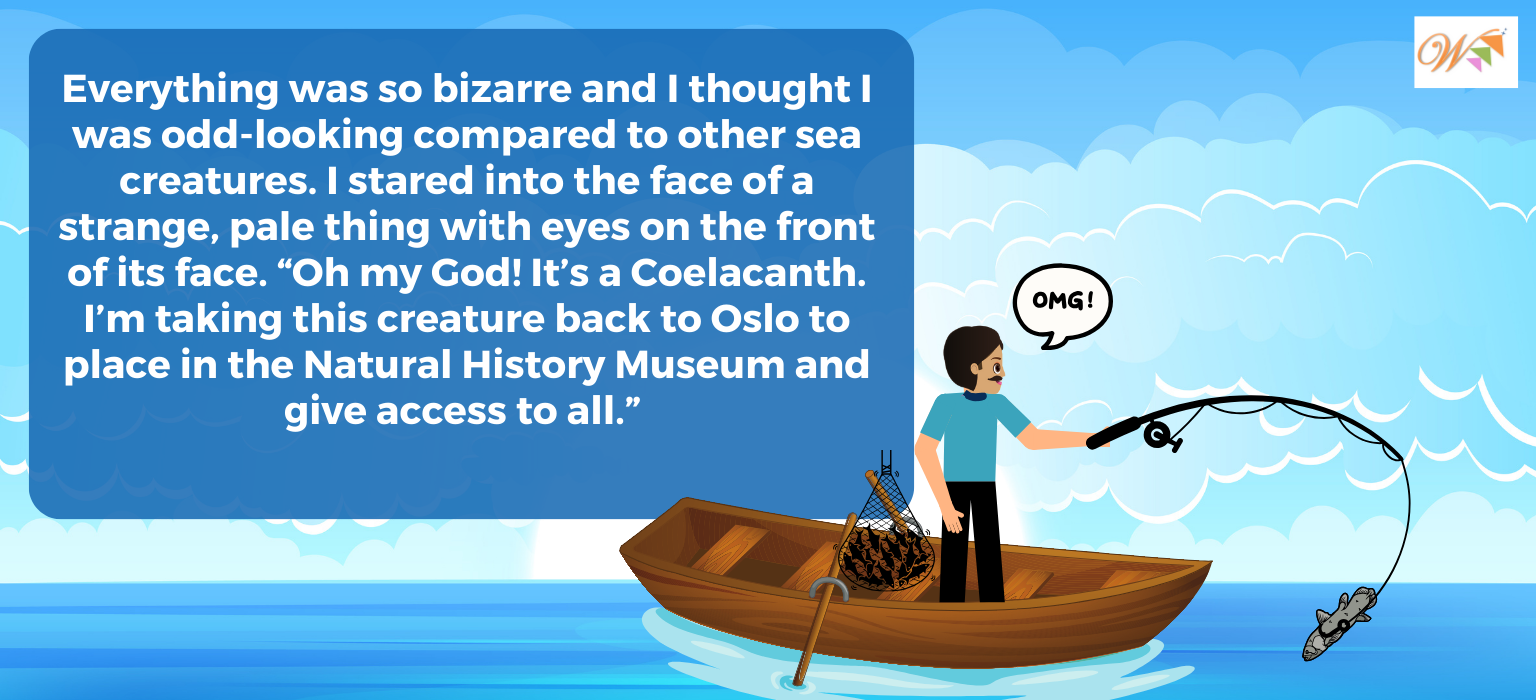 Everything was so bizarre and I thought I
was odd-looking compared to other sea
creatures. I stared into the face of a
strange, pale thing with eyes on the front
of its face. “Oh my God! It’s a Coelacanth.
I’m taking this creature back to Oslo to
place in the Natural History Museum and
give access to all.”
OMG!
W